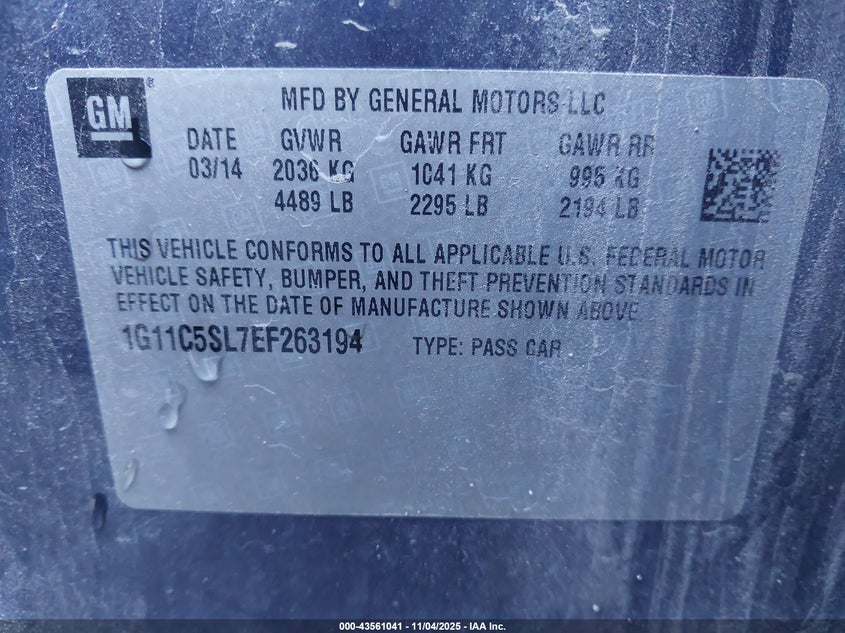 GM
®
MFD BY GENERAL MOTORS LLC
DATE GVWR GAWR FRT GAWR RR
03/14 2036 KG 1041 KG 995 KG
4489 LB 2295 LB 2194 LB
THIS VEHICLE CONFORMS TO ALL APPLICABLE U.S. FEDERAL MOTOR
VEHICLE SAFETY, BUMPER, AND THEFT PREVENTION STANDARDS IN
EFFECT ON THE DATE OF MANUFACTURE SHOWN ABOVE.
1G11C5SL7EF263194 TYPE: PASS CAR
000-43561041 - 11/04/2025 - IAA Inc.